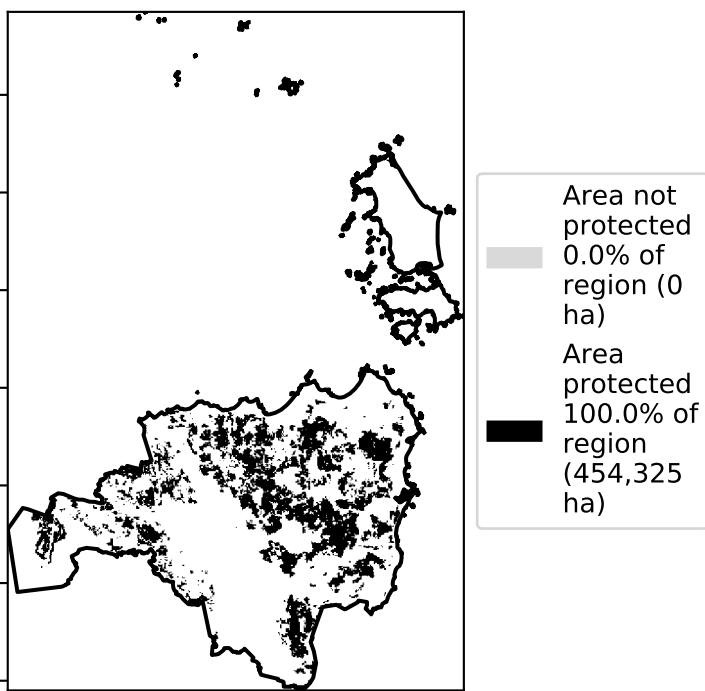 Area not
protected
0.0% of
region (0
ha)
Area
protected
100.0% of
region
(454,325
ha)